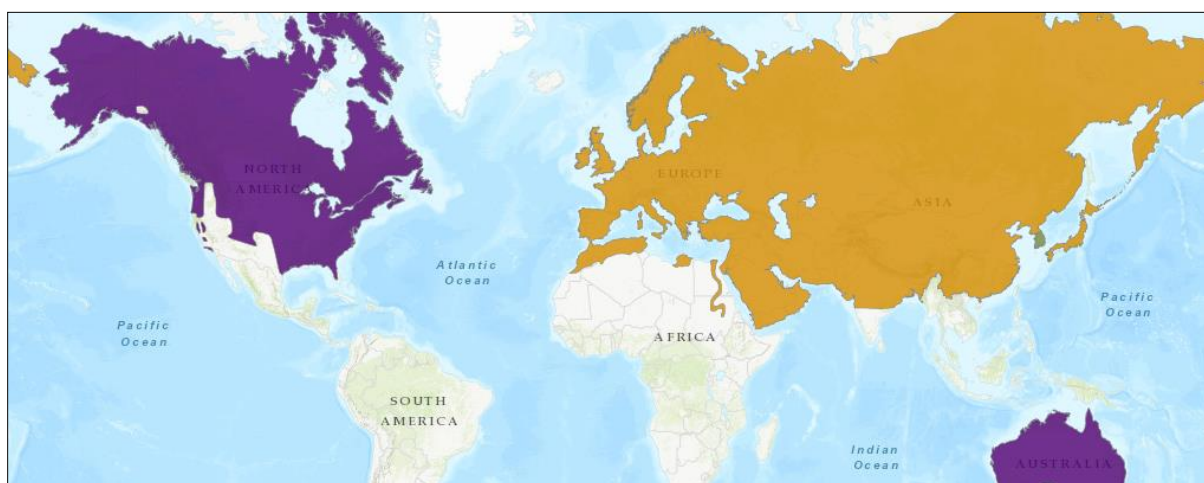 NORTH
AMERICA
EUROPE
ASIA
Atlantic
Ocean
Pacific
Ocean
Pacific
Ocean
AFRICA
SOUTH
AMERICA
Indian
Ocean
AUSTRALIA